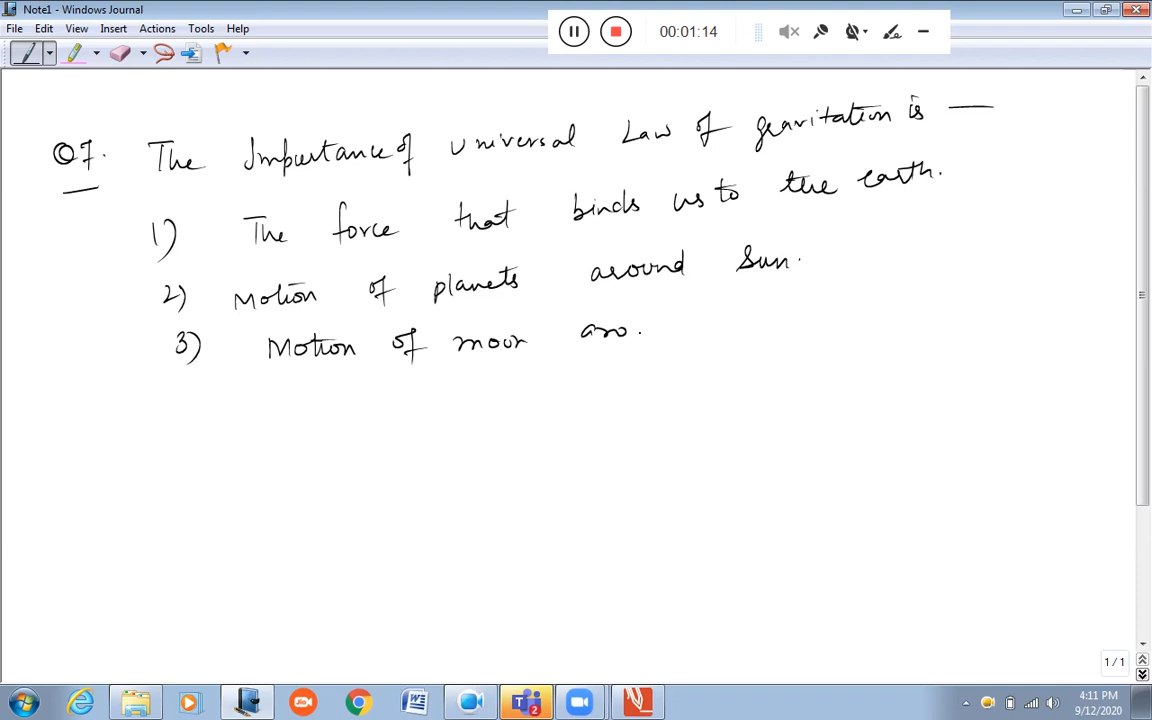 Note1 - Windows Journal
File Edit View Insert Actions Tools Help
00:01:14
Q7. The Importance of universal Law of gravitation is —
1) The force that binds us to the earth.
2) Motion of planets around Sun.
3) Motion of moon aro.
1 / 1
2
4:11 PM
9/12/2020